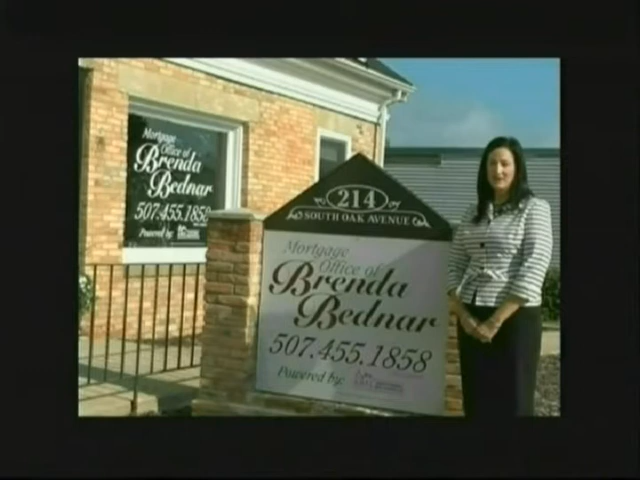 Mortgage
Office of
Brenda
Bednar
507.455.1858
Powered by:
214
SOUTH OAK AVENUE
Mortgage
Office of
Brenda
Bednar
507.455.1858
Powered by: